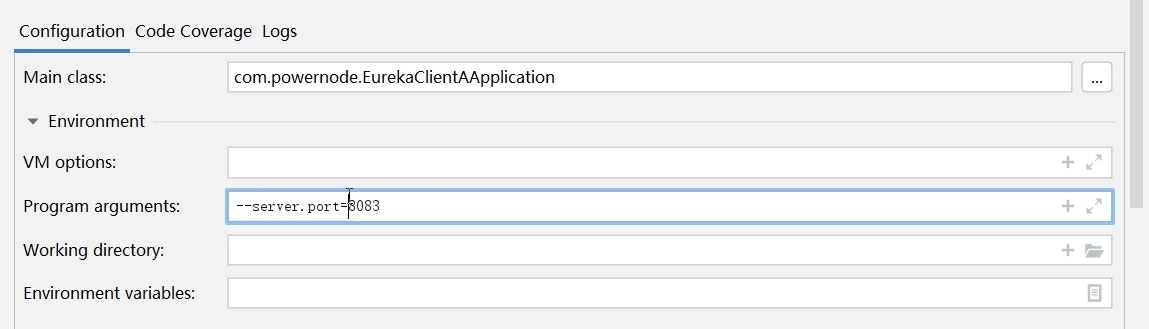 Configuration Code Coverage Logs
Main class: com.powernode.EurekaClientAApplication ...
Environment
VM options:
Program arguments: --server.port=8083
Working directory:
Environment variables: